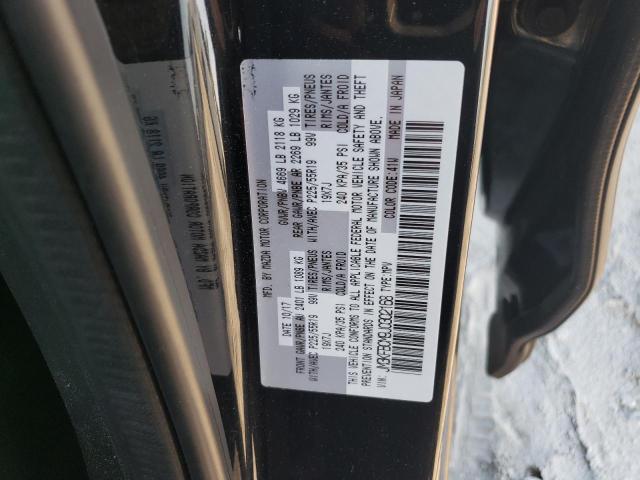 MFD. BY MAZDA MOTOR CORPORATION
DATE 10/17 GVWR/PNBV 4669 LB 2118 KG
FRONT GAWR/PNBE AV 2401 LB 1089 KG REAR GAWR/PNBE AR 2269 LB 1029 KG
WITH/AVEC P225/55R19 99V TIRES/PNEUS WITH/AVEC P225/55R19 99V TIRES/PNEUS
19X7J RIMS/JANTES 19X7J RIMS/JANTES
240 KPA/35 PSI COLD/A FROID 240 KPA/35 PSI COLD/A FROID
THIS VEHICLE CONFORMS TO ALL APPLICABLE FEDERAL MOTOR VEHICLE SAFETY AND THEFT
PREVENTION STANDARDS IN EFFECT ON THE DATE OF MANUFACTURE SHOWN ABOVE.
VIN: JM3KFBCM9J0302168 TYPE: MPV COLOR CODE: 41W MADE IN JAPAN